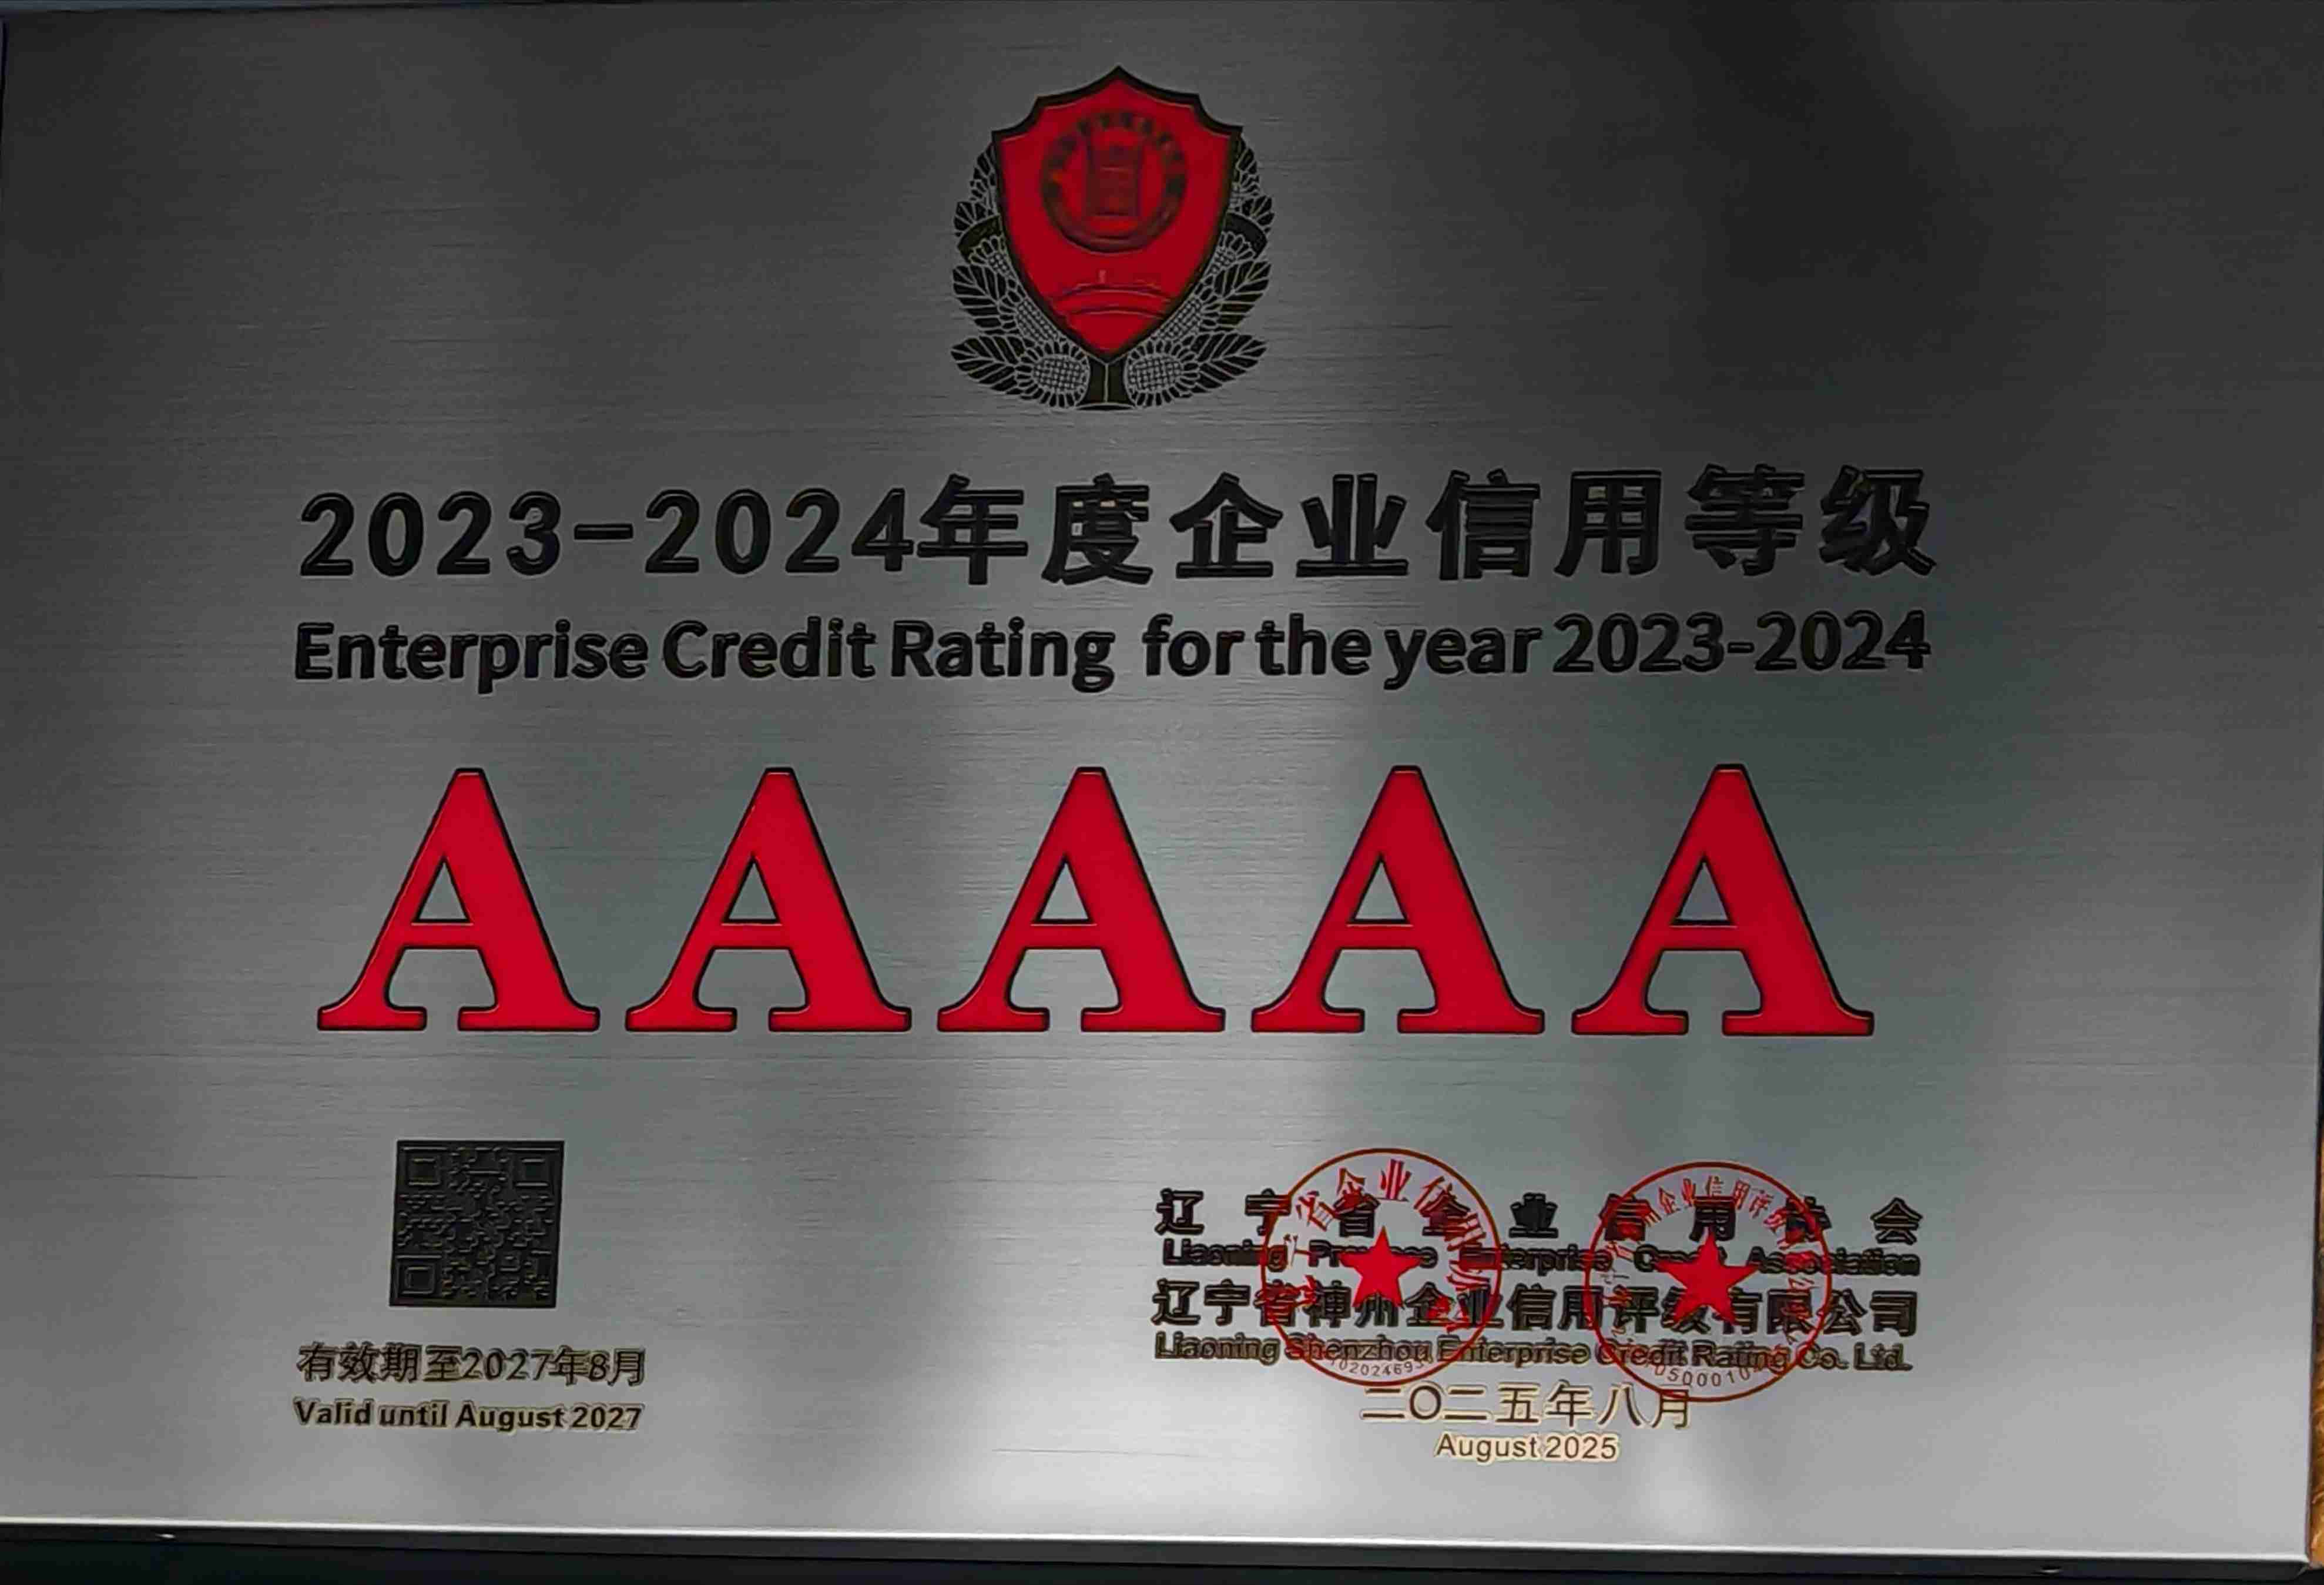 2023-2024年度企业信用等级
Enterprise Credit Rating for the year 2023-2024
AAAAA
有效期至2027年8月
Valid until August 2027
辽宁省企业信用协会
Liaoning Province Enterprise Credit Association
辽宁省神州企业信用评级有限公司
Liaoning Shenzhou Enterprise Credit Rating Co. Ltd.
二〇二五年八月
August 2025